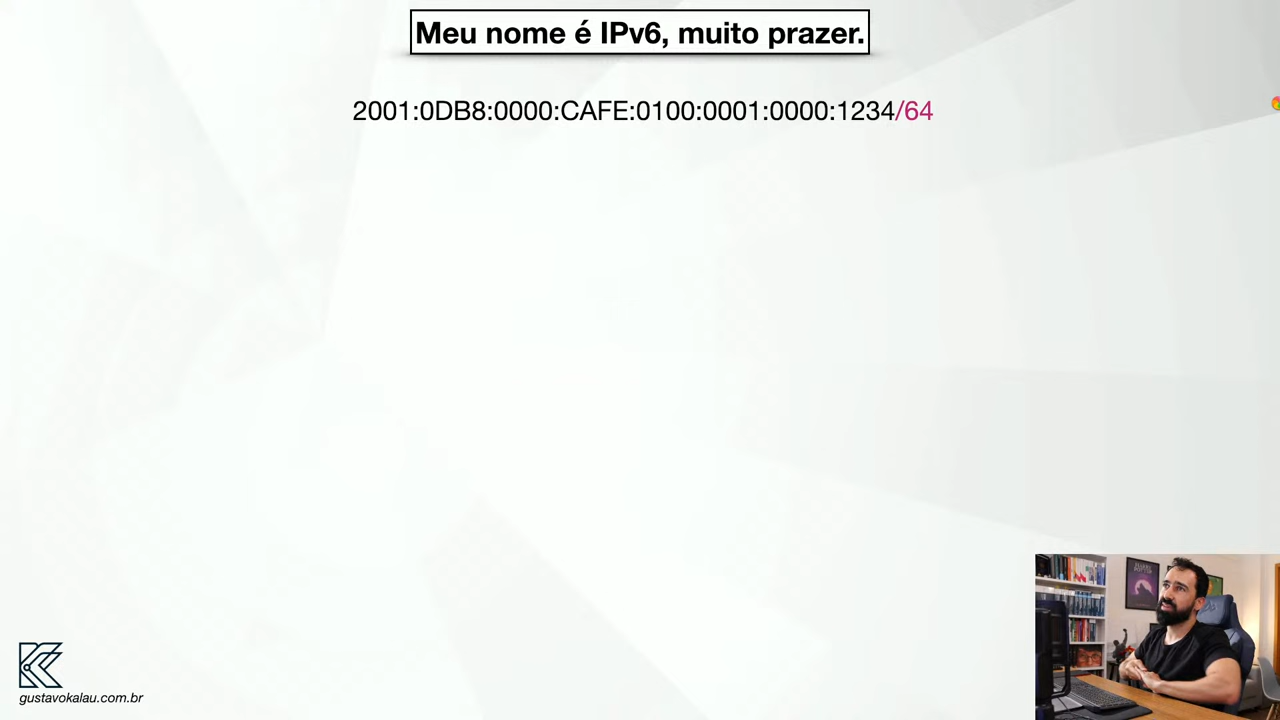 Meu nome é IPv6, muito prazer.
2001:0DB8:0000:CAFE:0100:0001:0000:1234/64
gustavokalau.com.br